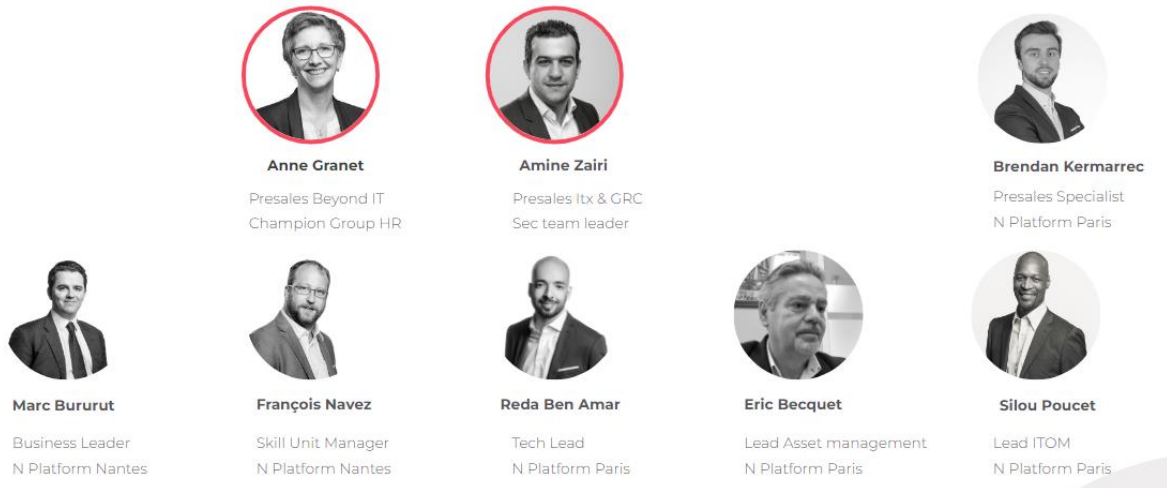 Anne Granet
Presales Beyond IT
Champion Group HR
Amine Zairi
Presales Itx & GRC
Sec team leader
Brendan Kermarrec
Presales Specialist
N Platform Paris
Marc Bururut
Business Leader
N Platform Nantes
François Navez
Skill Unit Manager
N Platform Nantes
Reda Ben Amar
Tech Lead
N Platform Paris
Eric Becquet
Lead Asset management
N Platform Paris
Silou Poucet
Lead ITOM
N Platform Paris